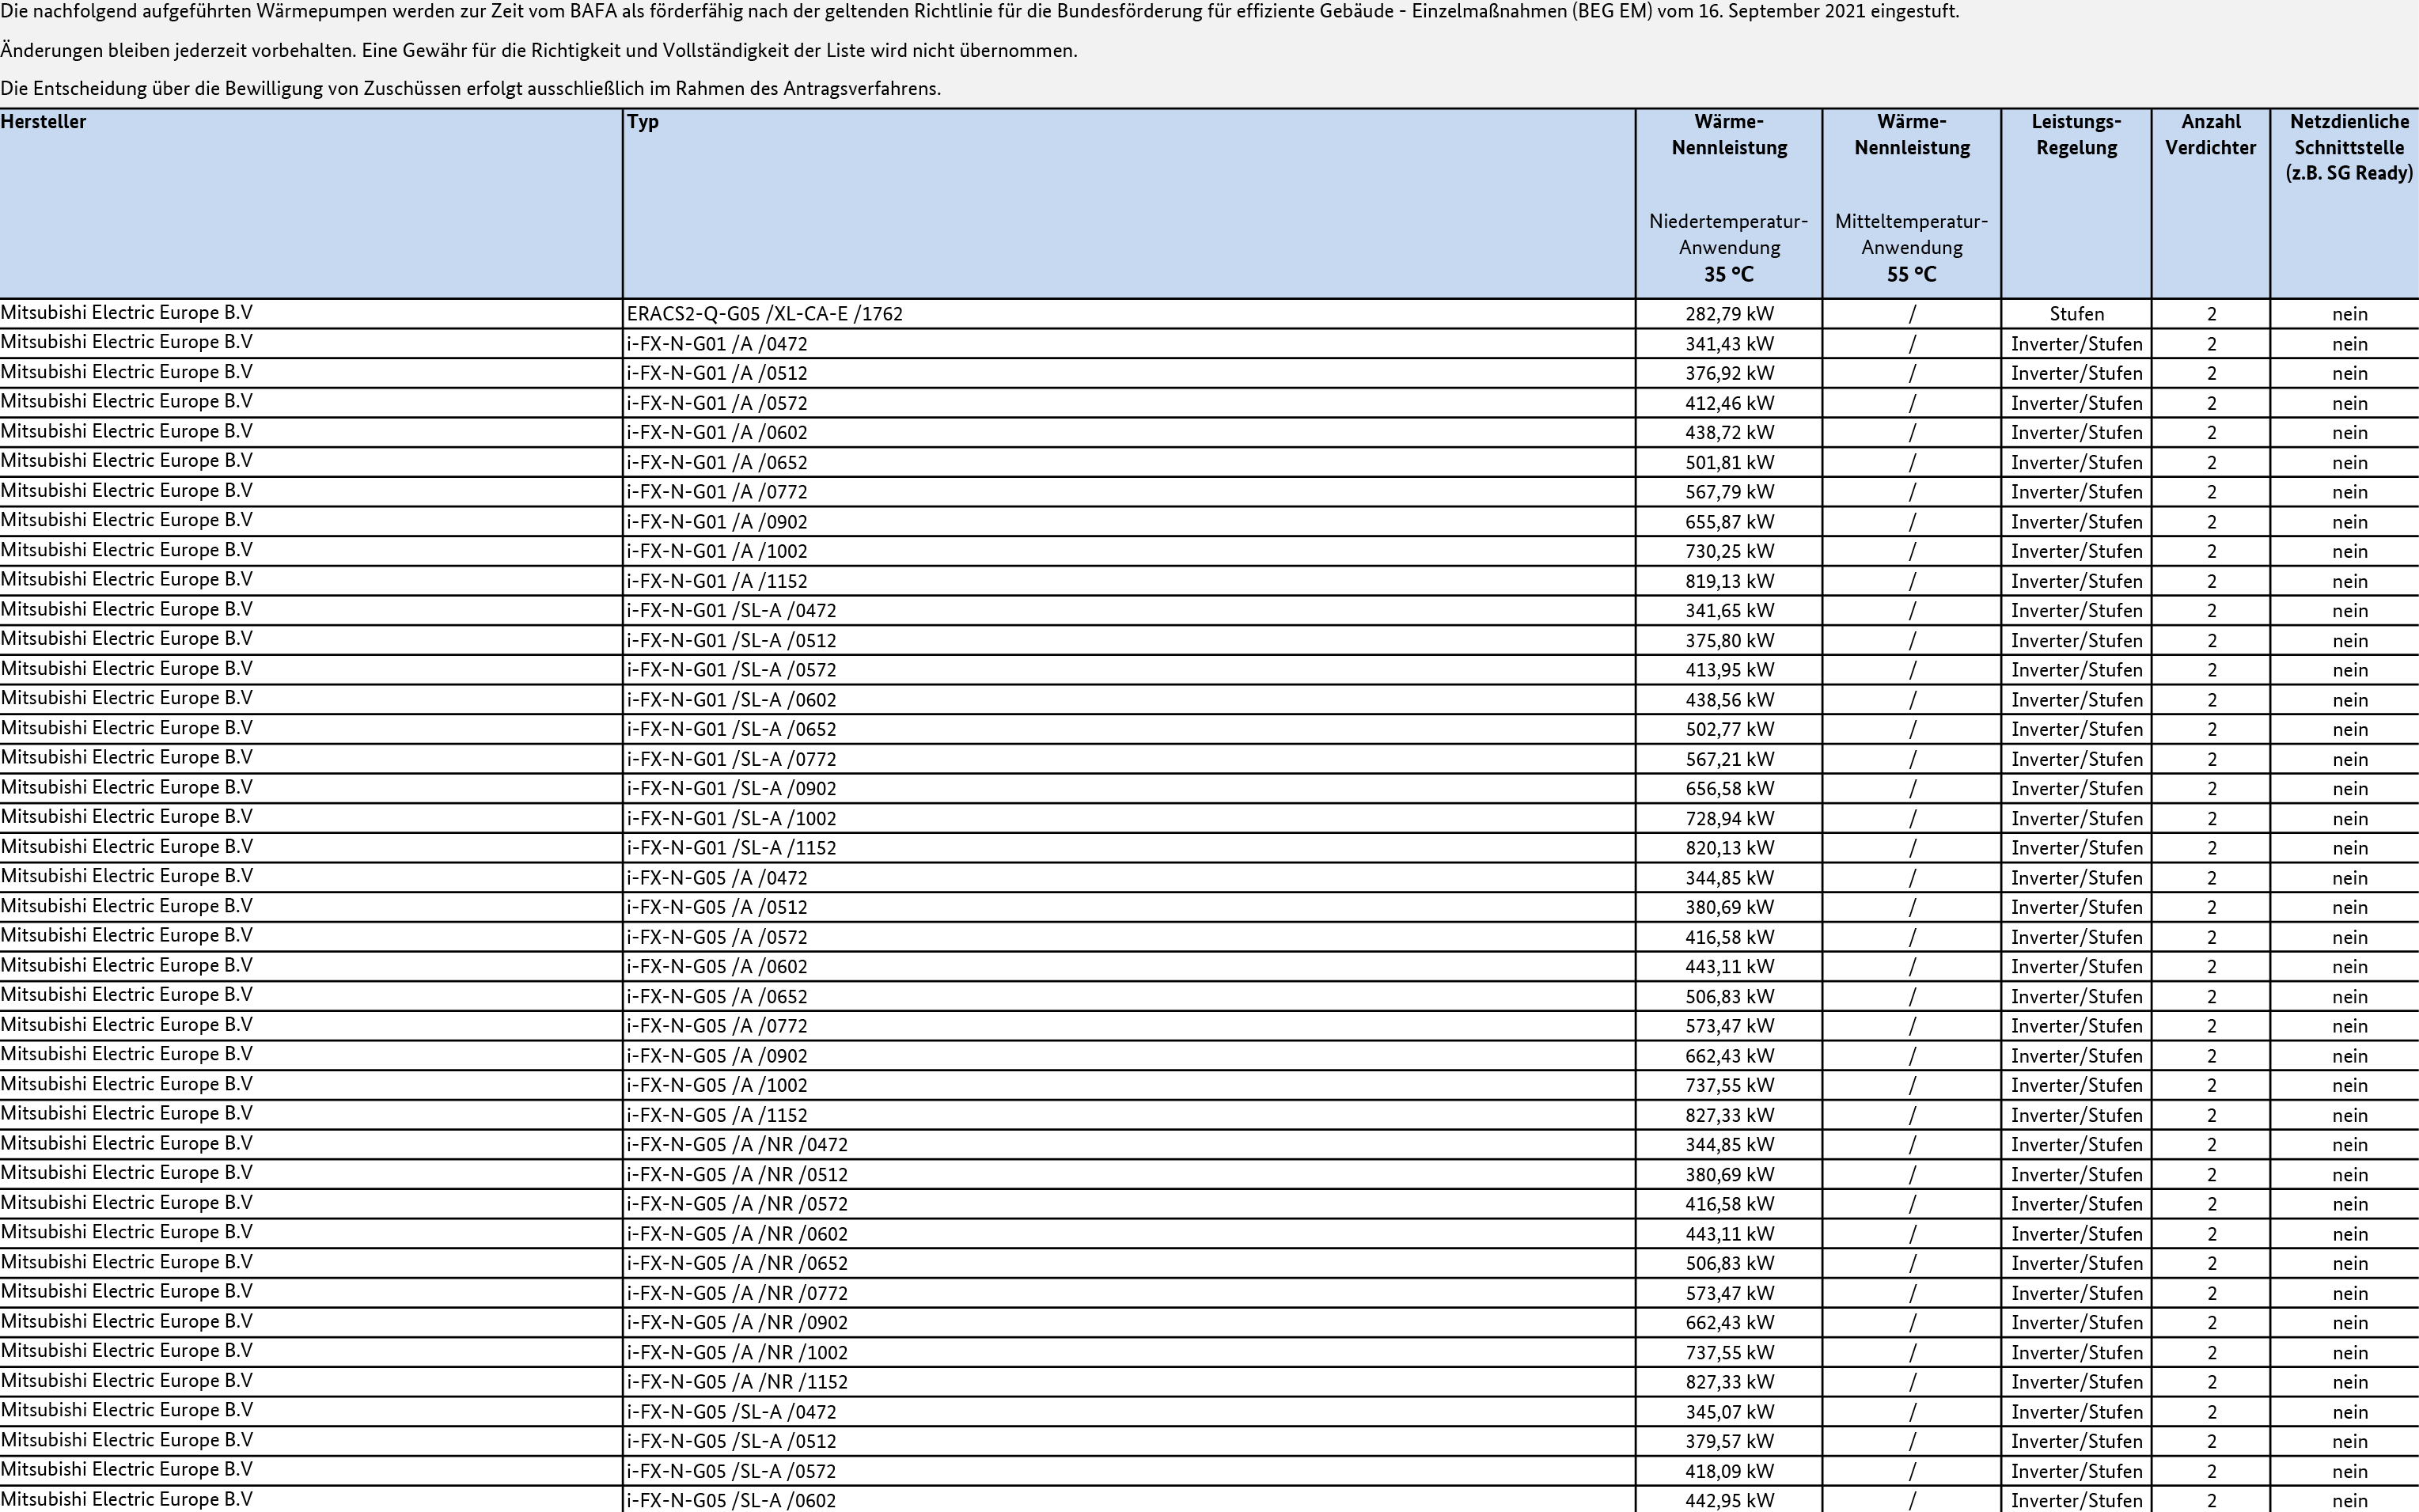 Die nachfolgend aufgeführten Wärmepumpen werden zur Zeit vom BAFA als förderfähig nach der geltenden Richtlinie für die Bundesförderung für effiziente Gebäude - Einzelmaßnahmen (BEG EM) vom 16. September 2021 eingestuft.
Änderungen bleiben jederzeit vorbehalten. Eine Gewähr für die Richtigkeit und Vollständigkeit der Liste wird nicht übernommen.
Die Entscheidung über die Bewilligung von Zuschüssen erfolgt ausschließlich im Rahmen des Antragsverfahrens.
Hersteller Typ Wärme- Wärme- Leistungs- Anzahl Netzdienliche
Nennleistung Nennleistung Regelung Verdichter Schnittstelle
(z.B. SG Ready)
Niedertemperatur- Mitteltemperatur-
Anwendung Anwendung
35 °C 55 °C
Mitsubishi Electric Europe B.V ERACS2-Q-G05 /XL-CA-E /1762 282,79 kW / Stufen 2 nein
Mitsubishi Electric Europe B.V i-FX-N-G01 /A /0472 341,43 kW / Inverter/Stufen 2 nein
Mitsubishi Electric Europe B.V i-FX-N-G01 /A /0512 376,92 kW / Inverter/Stufen 2 nein
Mitsubishi Electric Europe B.V i-FX-N-G01 /A /0572 412,46 kW / Inverter/Stufen 2 nein
Mitsubishi Electric Europe B.V i-FX-N-G01 /A /0602 438,72 kW / Inverter/Stufen 2 nein
Mitsubishi Electric Europe B.V i-FX-N-G01 /A /0652 501,81 kW / Inverter/Stufen 2 nein
Mitsubishi Electric Europe B.V i-FX-N-G01 /A /0772 567,79 kW / Inverter/Stufen 2 nein
Mitsubishi Electric Europe B.V i-FX-N-G01 /A /0902 655,87 kW / Inverter/Stufen 2 nein
Mitsubishi Electric Europe B.V i-FX-N-G01 /A /1002 730,25 kW / Inverter/Stufen 2 nein
Mitsubishi Electric Europe B.V i-FX-N-G01 /A /1152 819,13 kW / Inverter/Stufen 2 nein
Mitsubishi Electric Europe B.V i-FX-N-G01 /SL-A /0472 341,65 kW / Inverter/Stufen 2 nein
Mitsubishi Electric Europe B.V i-FX-N-G01 /SL-A /0512 375,80 kW / Inverter/Stufen 2 nein
Mitsubishi Electric Europe B.V i-FX-N-G01 /SL-A /0572 413,95 kW / Inverter/Stufen 2 nein
Mitsubishi Electric Europe B.V i-FX-N-G01 /SL-A /0602 438,56 kW / Inverter/Stufen 2 nein
Mitsubishi Electric Europe B.V i-FX-N-G01 /SL-A /0652 502,77 kW / Inverter/Stufen 2 nein
Mitsubishi Electric Europe B.V i-FX-N-G01 /SL-A /0772 567,21 kW / Inverter/Stufen 2 nein
Mitsubishi Electric Europe B.V i-FX-N-G01 /SL-A /0902 656,58 kW / Inverter/Stufen 2 nein
Mitsubishi Electric Europe B.V i-FX-N-G01 /SL-A /1002 728,94 kW / Inverter/Stufen 2 nein
Mitsubishi Electric Europe B.V i-FX-N-G01 /SL-A /1152 820,13 kW / Inverter/Stufen 2 nein
Mitsubishi Electric Europe B.V i-FX-N-G05 /A /0472 344,85 kW / Inverter/Stufen 2 nein
Mitsubishi Electric Europe B.V i-FX-N-G05 /A /0512 380,69 kW / Inverter/Stufen 2 nein
Mitsubishi Electric Europe B.V i-FX-N-G05 /A /0572 416,58 kW / Inverter/Stufen 2 nein
Mitsubishi Electric Europe B.V i-FX-N-G05 /A /0602 443,11 kW / Inverter/Stufen 2 nein
Mitsubishi Electric Europe B.V i-FX-N-G05 /A /0652 506,83 kW / Inverter/Stufen 2 nein
Mitsubishi Electric Europe B.V i-FX-N-G05 /A /0772 573,47 kW / Inverter/Stufen 2 nein
Mitsubishi Electric Europe B.V i-FX-N-G05 /A /0902 662,43 kW / Inverter/Stufen 2 nein
Mitsubishi Electric Europe B.V i-FX-N-G05 /A /1002 737,55 kW / Inverter/Stufen 2 nein
Mitsubishi Electric Europe B.V i-FX-N-G05 /A /1152 827,33 kW / Inverter/Stufen 2 nein
Mitsubishi Electric Europe B.V i-FX-N-G05 /A /NR /0472 344,85 kW / Inverter/Stufen 2 nein
Mitsubishi Electric Europe B.V i-FX-N-G05 /A /NR /0512 380,69 kW / Inverter/Stufen 2 nein
Mitsubishi Electric Europe B.V i-FX-N-G05 /A /NR /0572 416,58 kW / Inverter/Stufen 2 nein
Mitsubishi Electric Europe B.V i-FX-N-G05 /A /NR /0602 443,11 kW / Inverter/Stufen 2 nein
Mitsubishi Electric Europe B.V i-FX-N-G05 /A /NR /0652 506,83 kW / Inverter/Stufen 2 nein
Mitsubishi Electric Europe B.V i-FX-N-G05 /A /NR /0772 573,47 kW / Inverter/Stufen 2 nein
Mitsubishi Electric Europe B.V i-FX-N-G05 /A /NR /0902 662,43 kW / Inverter/Stufen 2 nein
Mitsubishi Electric Europe B.V i-FX-N-G05 /A /NR /1002 737,55 kW / Inverter/Stufen 2 nein
Mitsubishi Electric Europe B.V i-FX-N-G05 /A /NR /1152 827,33 kW / Inverter/Stufen 2 nein
Mitsubishi Electric Europe B.V i-FX-N-G05 /SL-A /0472 345,07 kW / Inverter/Stufen 2 nein
Mitsubishi Electric Europe B.V i-FX-N-G05 /SL-A /0512 379,57 kW / Inverter/Stufen 2 nein
Mitsubishi Electric Europe B.V i-FX-N-G05 /SL-A /0572 418,09 kW / Inverter/Stufen 2 nein
Mitsubishi Electric Europe B.V i-FX-N-G05 /SL-A /0602 442,95 kW / Inverter/Stufen 2 nein